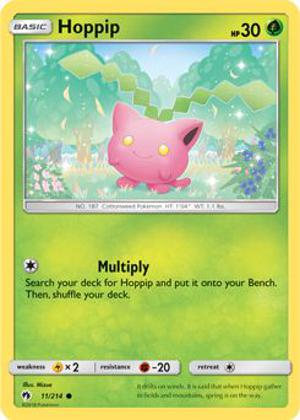 BASIC Hoppip HP 30
NO. 187 Cottonweed Pokémon HT: 1'04" WT: 1.1 lbs.
Multiply
Search your deck for Hoppip and put it onto your Bench.
Then, shuffle your deck.
weakness ×2 resistance -20 retreat
Illus. Miave
11/214
It drifts on winds. It is said that when Hoppip gather
in fields and mountains, spring is on the way.